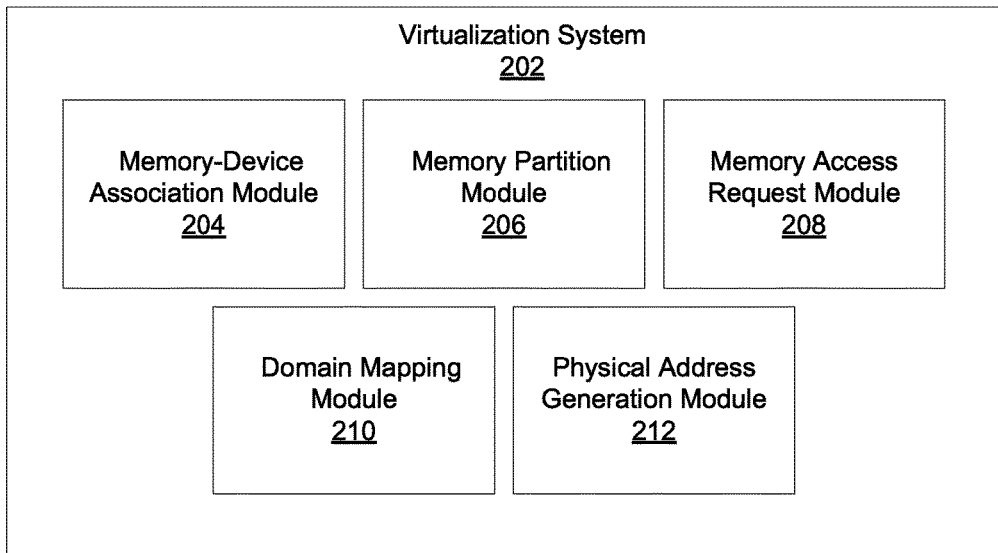 Virtualization System
202
Memory-Device
Association Module
204
Memory Partition
Module
206
Memory Access
Request Module
208
Domain Mapping
Module
210
Physical Address
Generation Module
212